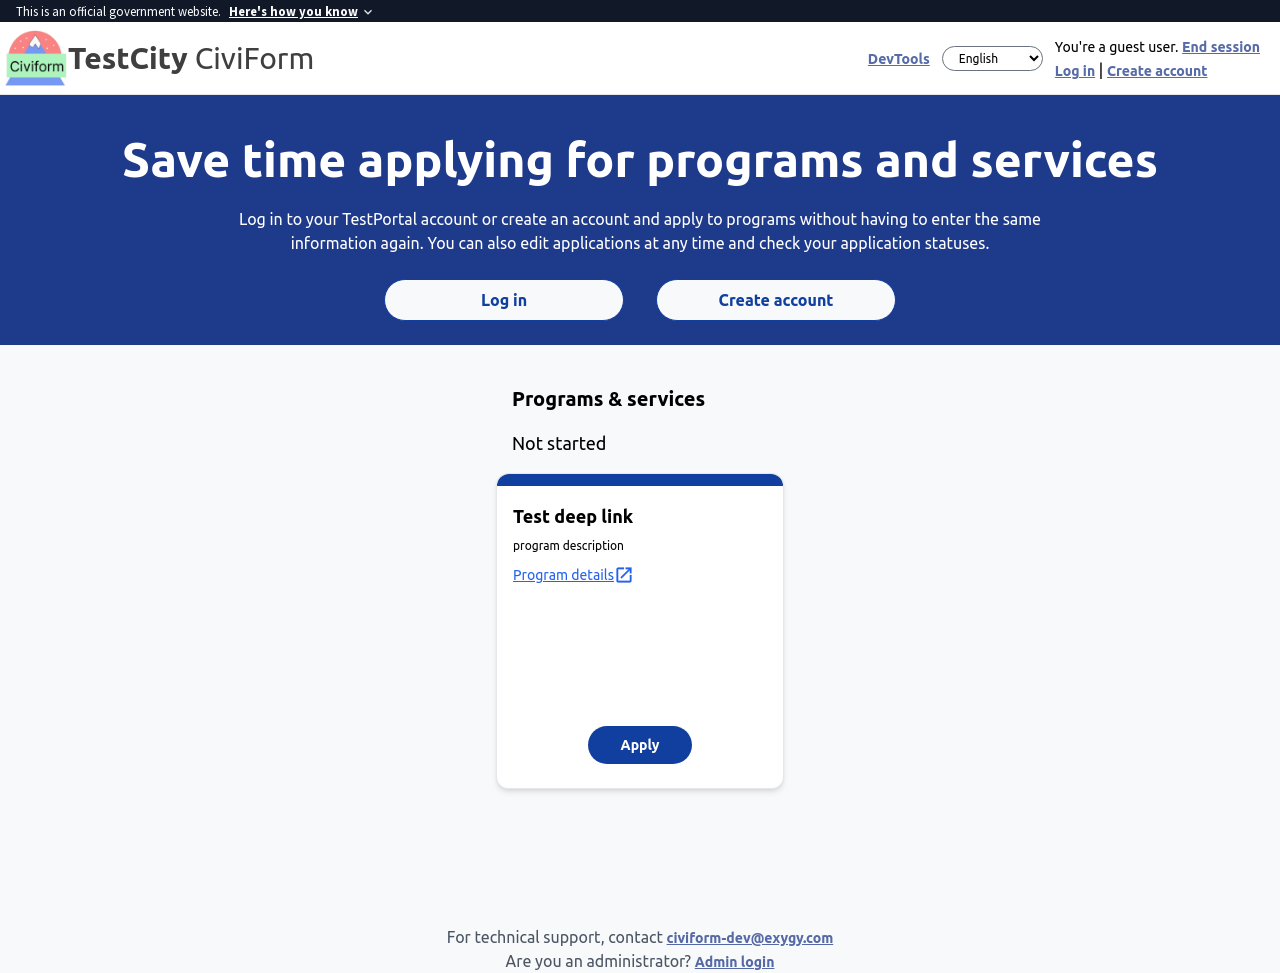 This is an official government website. Here's how you know
Civiform
TestCity CiviForm
DevTools
English
You're a guest user. End session
Log in | Create account
Save time applying for programs and services
Log in to your TestPortal account or create an account and apply to programs without having to enter the same
information again. You can also edit applications at any time and check your application statuses.
Log in
Create account
Programs & services
Not started
Test deep link
program description
Program details
Apply
For technical support, contact civiform-dev@exygy.com
Are you an administrator? Admin login